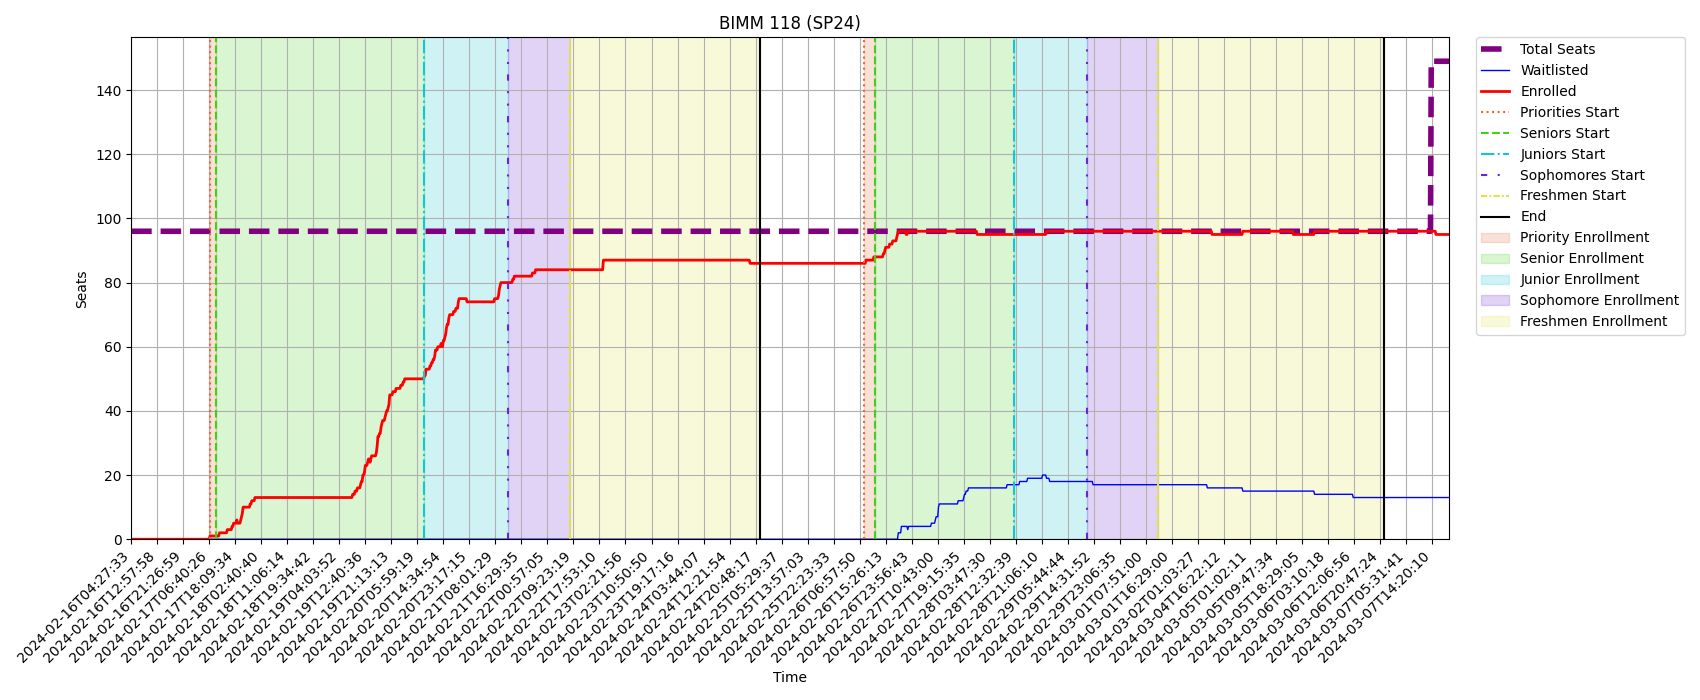 BIMM 118 (SP24)
Seats
140
120
100
80
60
40
20
0
2024-02-16T04:27:33
2024-02-16T12:57:58
2024-02-16T21:26:59
2024-02-17T06:40:26
2024-02-17T18:09:34
2024-02-18T02:40:40
2024-02-18T11:06:14
2024-02-18T19:34:42
2024-02-19T04:03:52
2024-02-19T12:40:36
2024-02-19T21:13:13
2024-02-20T05:59:19
2024-02-20T14:34:54
2024-02-20T23:17:15
2024-02-21T08:01:29
2024-02-21T16:29:35
2024-02-22T00:57:05
2024-02-22T09:23:19
2024-02-22T17:53:10
2024-02-23T02:21:56
2024-02-23T10:50:50
2024-02-23T19:17:16
2024-02-24T03:44:07
2024-02-24T12:21:54
2024-02-24T20:48:17
2024-02-25T05:29:37
2024-02-25T13:57:03
2024-02-25T22:23:33
2024-02-26T06:57:50
2024-02-26T15:26:13
2024-02-26T23:56:43
2024-02-27T10:43:00
2024-02-27T19:15:35
2024-02-28T03:47:30
2024-02-28T12:32:39
2024-02-28T21:06:10
2024-02-29T05:44:44
2024-02-29T14:31:52
2024-02-29T23:06:35
2024-03-01T07:51:00
2024-03-01T16:29:00
2024-03-02T01:03:27
2024-03-04T16:22:12
2024-03-05T01:02:11
2024-03-05T09:47:34
2024-03-05T18:29:05
2024-03-06T03:10:18
2024-03-06T12:06:56
2024-03-06T20:47:24
2024-03-07T05:31:41
2024-03-07T14:20:10
Time
Total Seats
Waitlisted
Enrolled
Priorities Start
Seniors Start
Juniors Start
Sophomores Start
Freshmen Start
End
Priority Enrollment
Senior Enrollment
Junior Enrollment
Sophomore Enrollment
Freshmen Enrollment